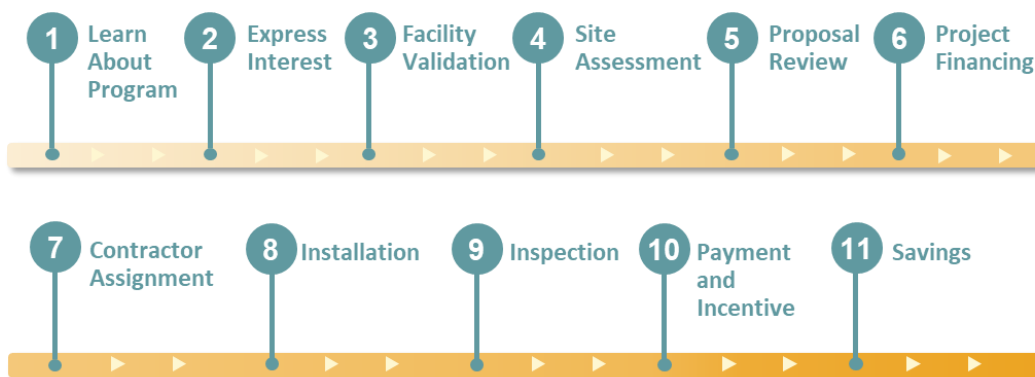 1 Learn
About
Program
2 Express
Interest
3 Facility
Validation
4 Site
Assessment
5 Proposal
Review
6 Project
Financing
7 Contractor
Assignment
8 Installation
9 Inspection
10 Payment
and
Incentive
11 Savings